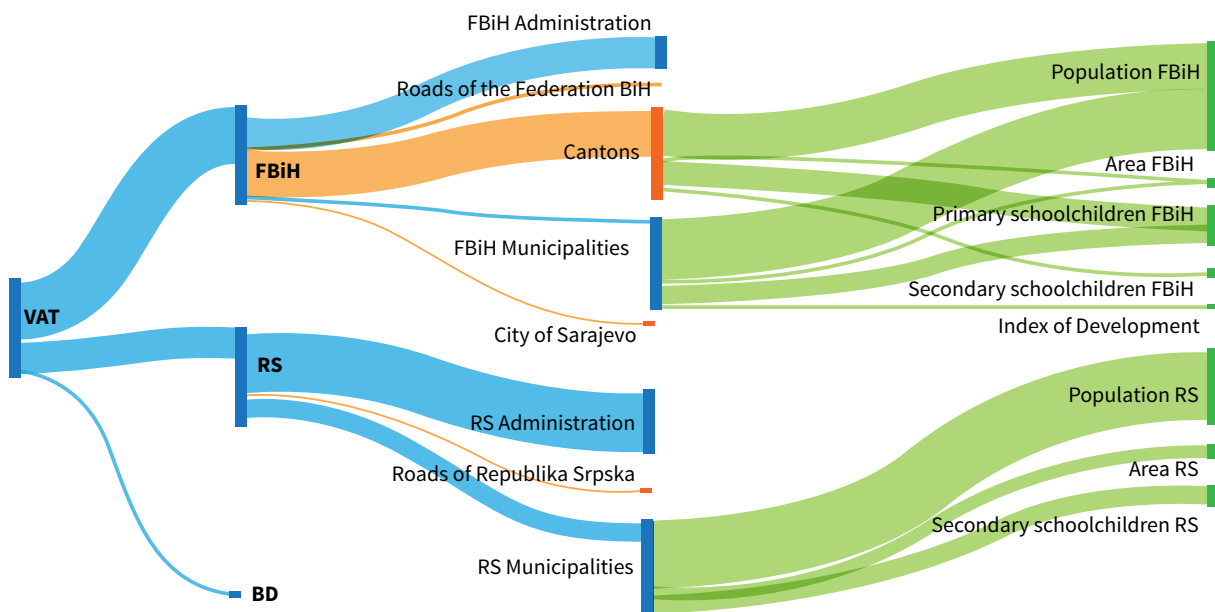 FBiH Administration
Roads of the Federation BiH
Population FBiH
FBiH
Cantons
Area FBiH
Primary schoolchildren FBiH
FBiH Municipalities
Secondary schoolchildren FBiH
VAT
City of Sarajevo
Index of Development
RS
Population RS
RS Administration
Roads of Republika Srpska
Area RS
Secondary schoolchildren RS
RS Municipalities
BD